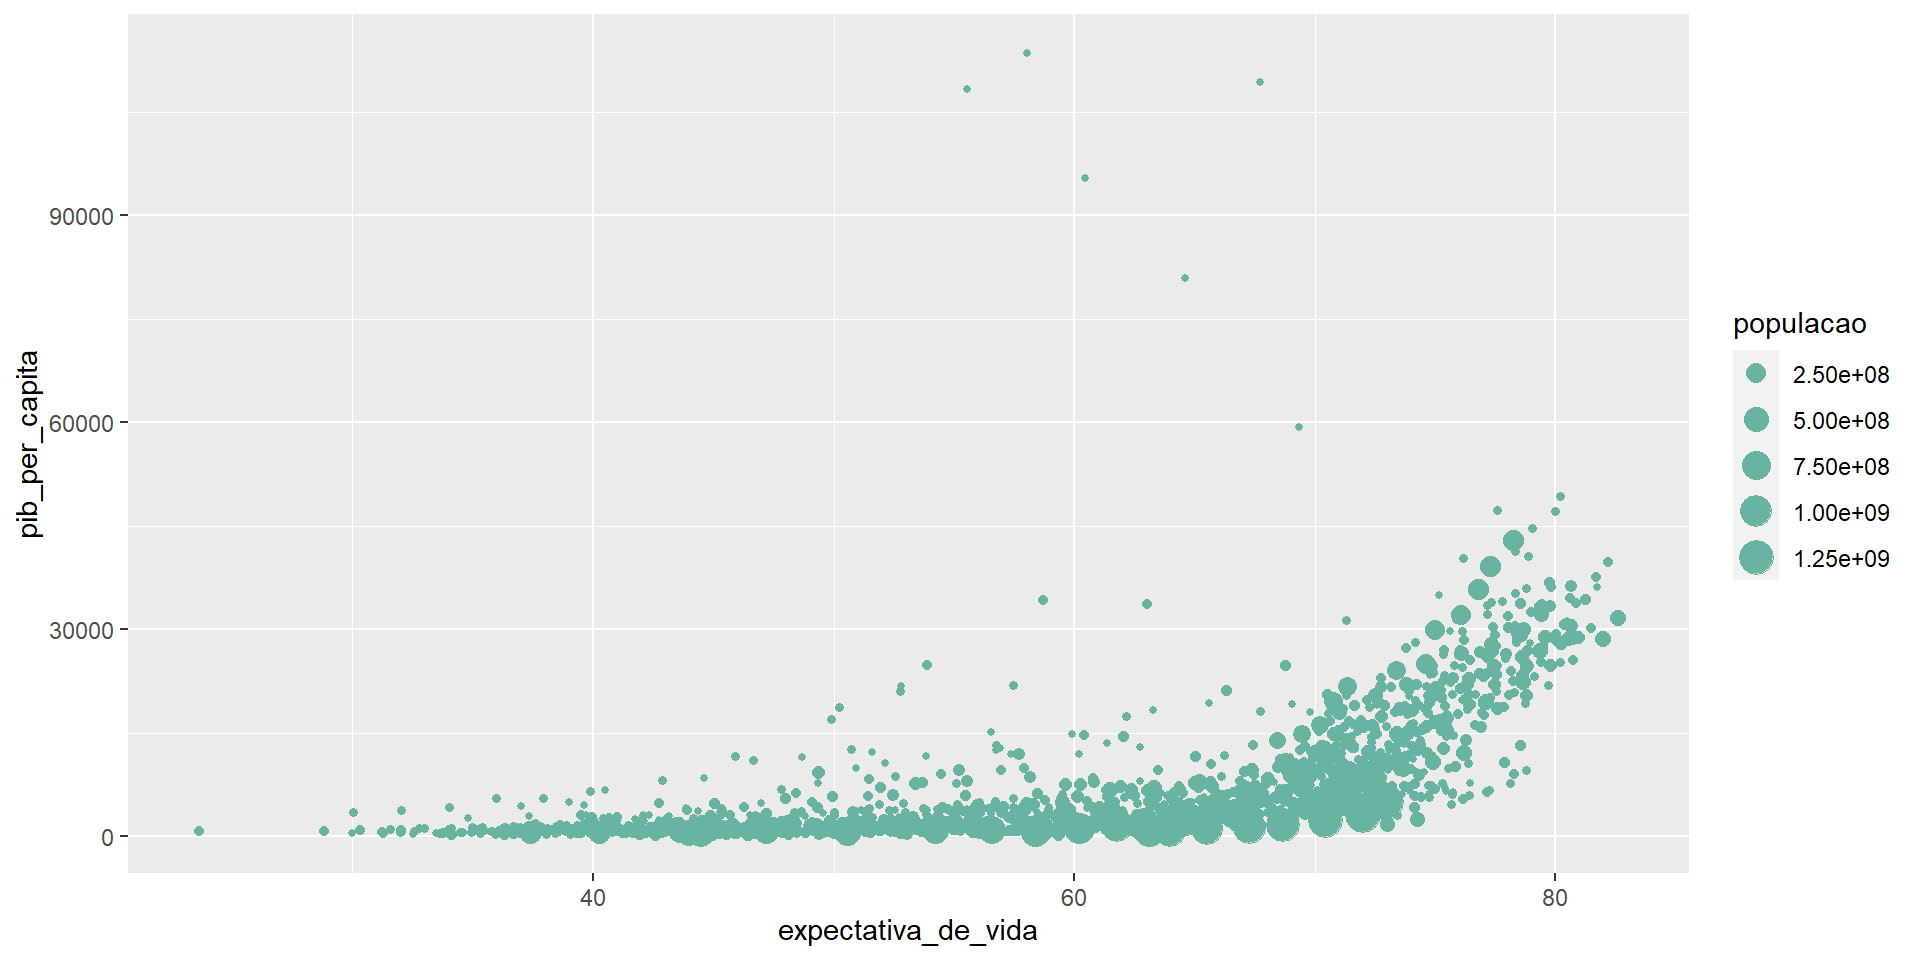 pib_per_capita
90000
60000
30000
0
40
60
80
expectativa_de_vida
populacao
2.50e+08
5.00e+08
7.50e+08
1.00e+09
1.25e+09